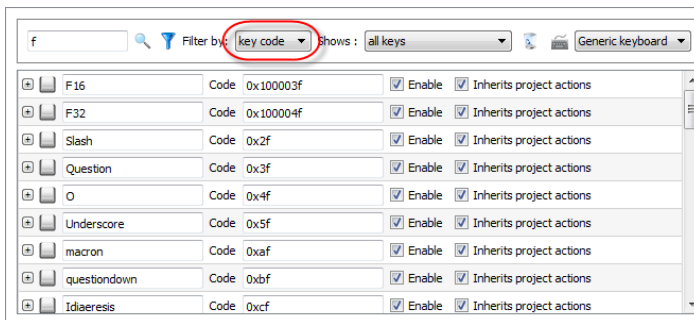 f Filter by: key code Shows : all keys Generic keyboard
F16 Code 0x100003f Enable Inherits project actions
F32 Code 0x100004f Enable Inherits project actions
Slash Code 0x2f Enable Inherits project actions
Question Code 0x3f Enable Inherits project actions
O Code 0x4f Enable Inherits project actions
Underscore Code 0x5f Enable Inherits project actions
macron Code 0xaf Enable Inherits project actions
questiondown Code 0xbf Enable Inherits project actions
Idiaeresis Code 0xcf Enable Inherits project actions